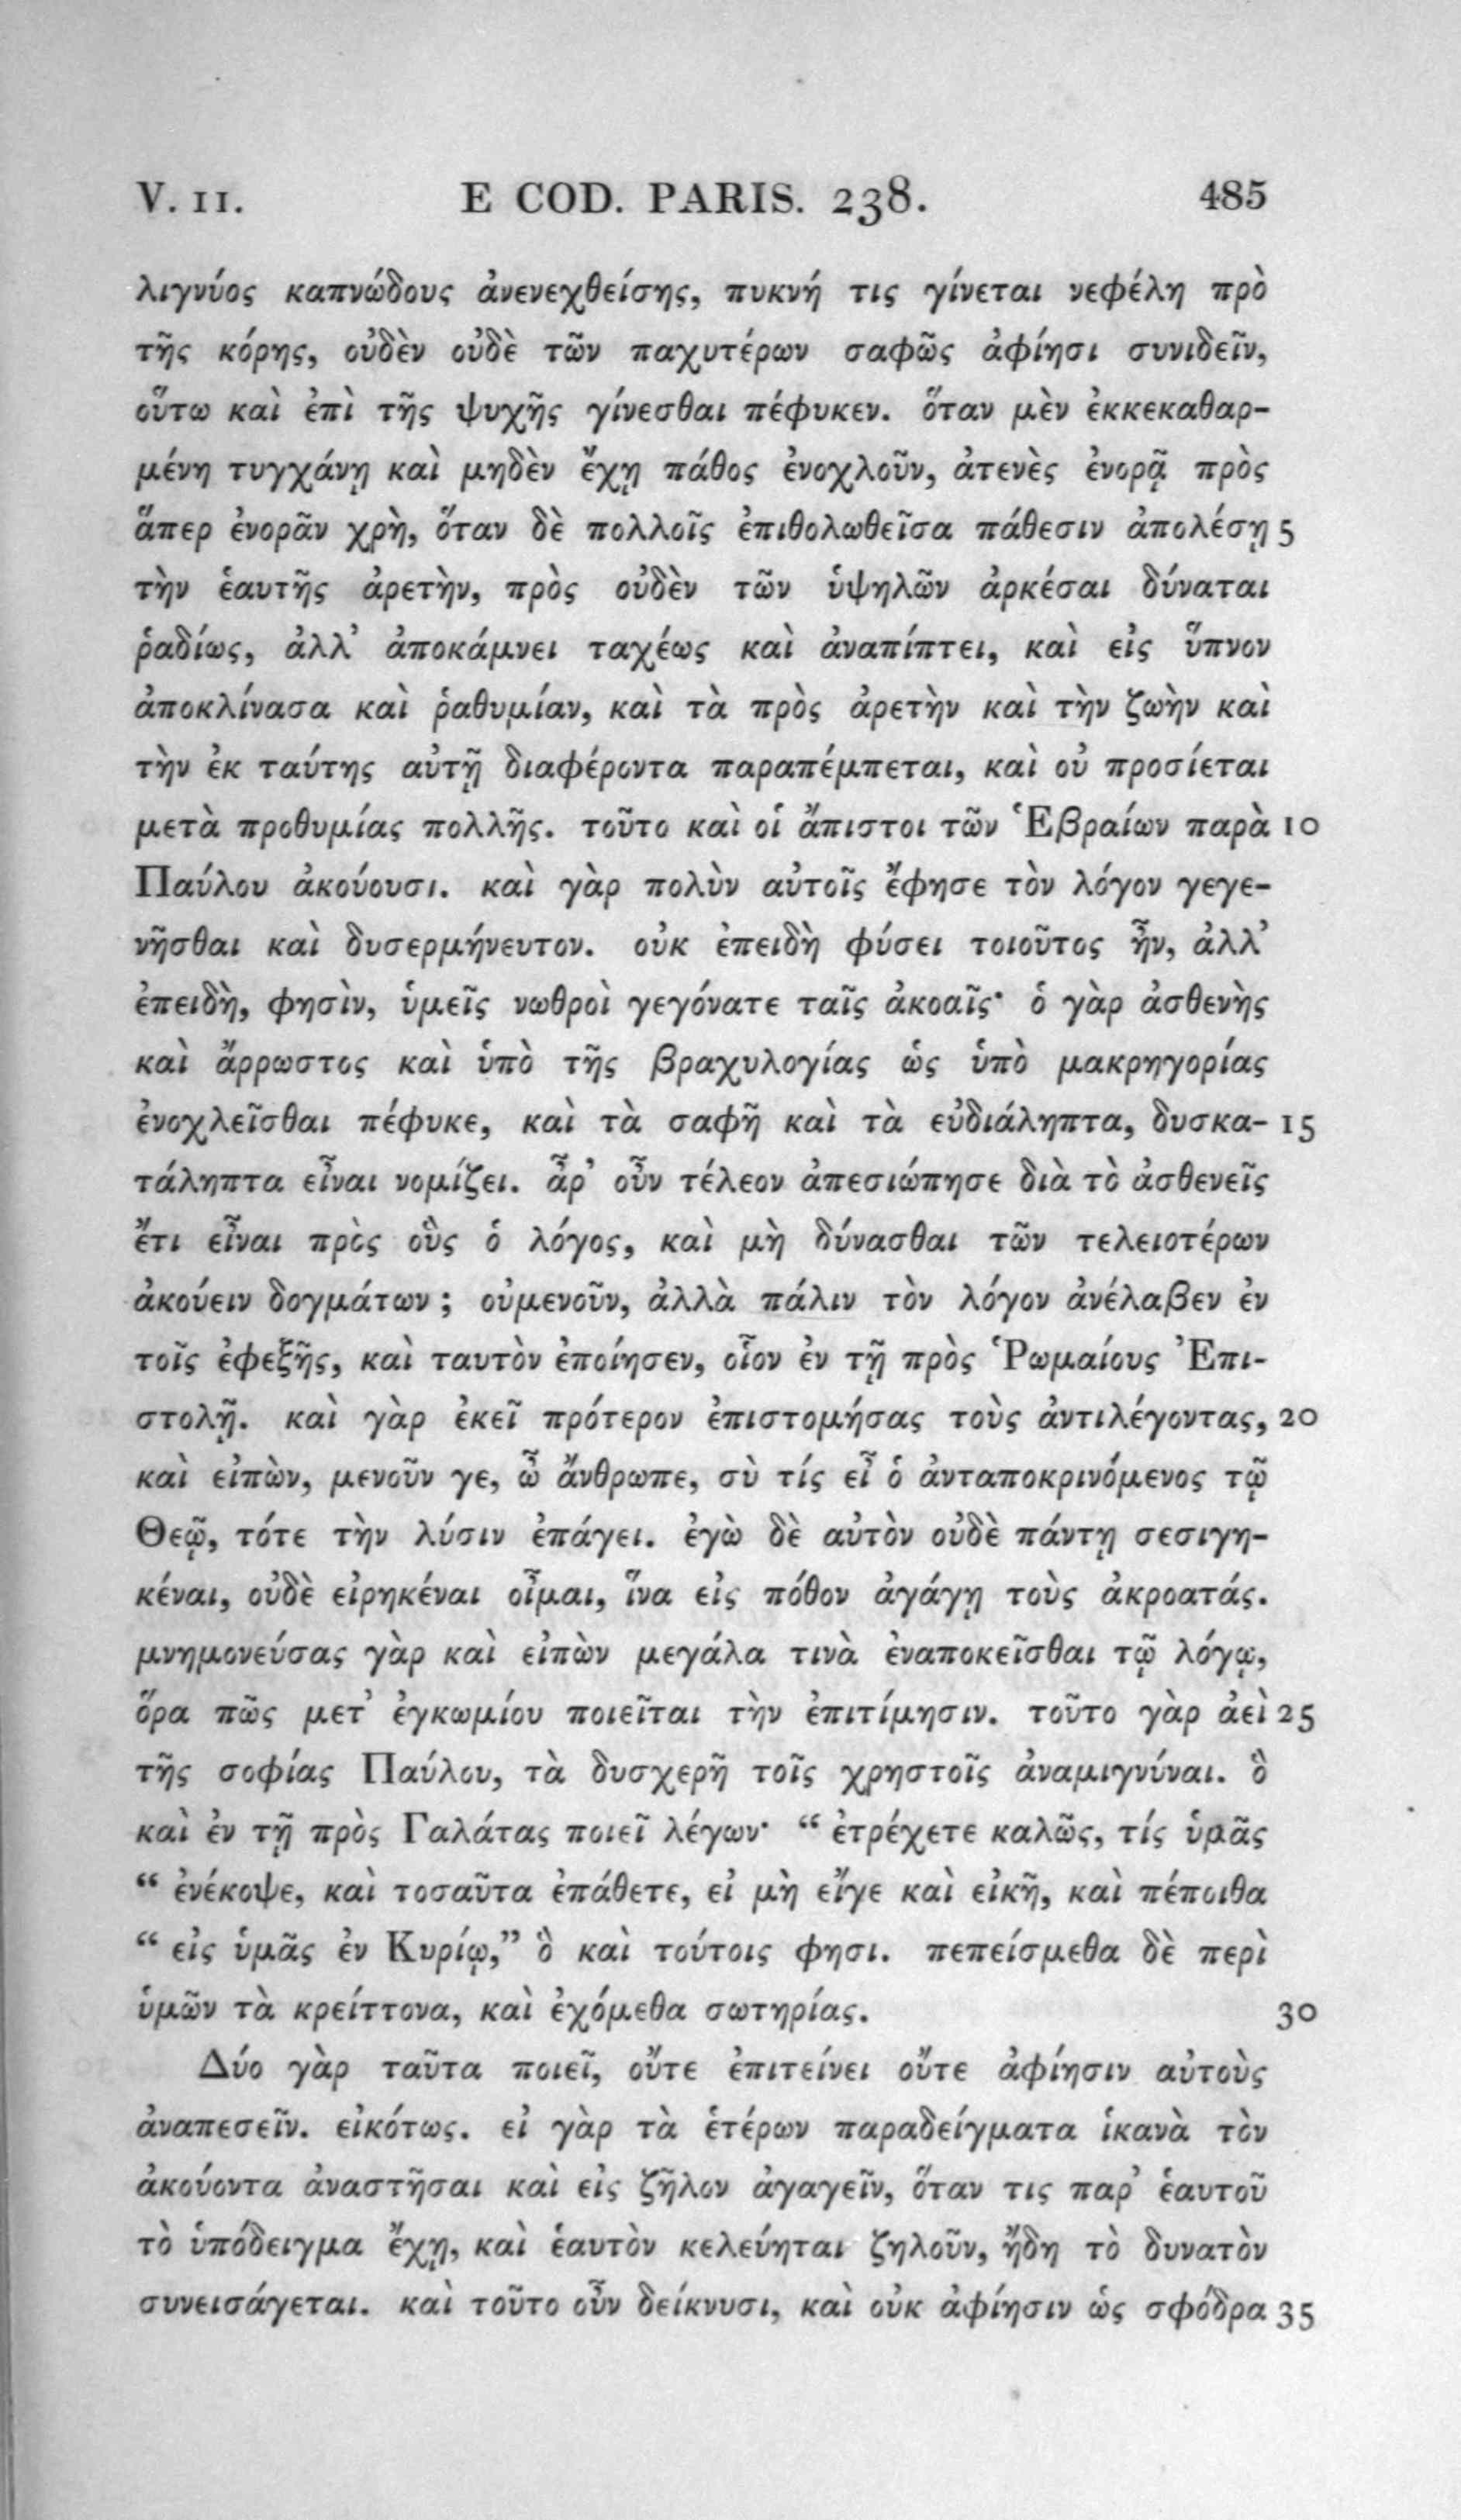 V. 11. E COD. PARIS. 238. 485
λιγνύος καπνώδους ἀνενεχθείσης, πυκνή τις γίνεται νεφέλη πρὸ
τῆς κόρης, οὐδὲν οὐδὲ τῶν παχυτέρων σαφῶς ἀφίησι συνιδεῖν,
οὕτω καὶ ἐπὶ τῆς ψυχῆς γίνεσθαι πέφυκεν. ὅταν μὲν ἐκκεκαθαρ-
μένη τυγχάνῃ καὶ μηδὲν ἔχῃ πάθος ἐνοχλοῦν, ἀτενὲς ἐνορᾷ πρὸς
ἅπερ ἐνορᾶν χρὴ, ὅταν δὲ πολλοῖς ἐπιθολωθεῖσα πάθεσιν ἀπολέσῃ 5
τὴν ἑαυτῆς ἀρετὴν, πρὸς οὐδὲν τῶν ὑψηλῶν ἀρκέσαι δύναται
ῥαδίως, ἀλλ’ ἀποκάμνει ταχέως καὶ ἀναπίπτει, καὶ εἰς ὕπνον
ἀποκλίνασα καὶ ῥαθυμίαν, καὶ τὰ πρὸς ἀρετὴν καὶ τὴν ζωὴν καὶ
τὴν ἐκ ταύτης αὐτῇ διαφέροντα παραπέμπεται, καὶ οὐ προσίεται
μετὰ προθυμίας πολλῆς. τοῦτο καὶ οἱ ἄπιστοι τῶν Ἑβραίων παρὰ 10
Παύλου ἀκούουσι. καὶ γὰρ πολὺν αὐτοῖς ἔφησε τὸν λόγον γεγε-
νῆσθαι καὶ δυσερμήνευτον. οὐκ ἐπειδὴ φύσει τοιοῦτος ἦν, ἀλλ’
ἐπειδὴ, φησὶν, ὑμεῖς νωθροὶ γεγόνατε ταῖς ἀκοαῖς· ὁ γὰρ ἀσθενὴς
καὶ ἄρρωστος καὶ ὑπὸ τῆς βραχυλογίας ὡς ὑπὸ μακρηγορίας
ἐνοχλεῖσθαι πέφυκε, καὶ τὰ σαφῆ καὶ τὰ εὐδιάληπτα, δυσκα- 15
τάληπτα εἶναι νομίζει. ἆρ’ οὖν τέλεον ἀπεσιώπησε διὰ τὸ ἀσθενεῖς
ἔτι εἶναι πρὸς οὓς ὁ λόγος, καὶ μὴ δύνασθαι τῶν τελειοτέρων
ἀκούειν δογμάτων ; οὐμενοῦν, ἀλλὰ πάλιν τὸν λόγον ἀνέλαβεν ἐν
τοῖς ἐφεξῆς, καὶ ταυτὸν ἐποίησεν, οἷον ἐν τῇ πρὸς Ῥωμαίους Ἐπι-
στολῇ. καὶ γὰρ ἐκεῖ πρότερον ἐπιστομήσας τοὺς ἀντιλέγοντας, 20
καὶ εἰπὼν, μενοῦν γε, ὦ ἄνθρωπε, σὺ τίς εἶ ὁ ἀνταποκρινόμενος τῷ
Θεῷ, τότε τὴν λύσιν ἐπάγει. ἐγὼ δὲ αὐτὸν οὐδὲ πάντῃ σεσιγη-
κέναι, οὐδὲ εἰρηκέναι οἶμαι, ἵνα εἰς πόθον ἀγάγῃ τοὺς ἀκροατάς.
μνημονεύσας γὰρ καὶ εἰπὼν μεγάλα τινὰ ἐναποκεῖσθαι τῷ λόγῳ,
ὅρα πῶς μετ’ ἐγκωμίου ποιεῖται τὴν ἐπιτίμησιν. τοῦτο γὰρ ἀεὶ 25
τῆς σοφίας Παύλου, τὰ δυσχερῆ τοῖς χρηστοῖς ἀναμιγνύναι. ὃ
καὶ ἐν τῇ πρὸς Γαλάτας ποιεῖ λέγων· “ ἐτρέχετε καλῶς, τίς ὑμᾶς
“ ἐνέκοψε, καὶ τοσαῦτα ἐπάθετε, εἰ μὴ εἴγε καὶ εἰκῆ, καὶ πέποιθα
“ εἰς ὑμᾶς ἐν Κυρίῳ,” ὃ καὶ τούτοις φησι. πεπείσμεθα δὲ περὶ
ὑμῶν τὰ κρείττονα, καὶ ἐχόμεθα σωτηρίας. 30
Δύο γὰρ ταῦτα ποιεῖ, οὔτε ἐπιτείνει οὔτε ἀφίησιν αὐτοὺς
ἀναπεσεῖν. εἰκότως. εἰ γὰρ τὰ ἑτέρων παραδείγματα ἱκανὰ τὸν
ἀκούοντα ἀναστῆσαι καὶ εἰς ζῆλον ἀγαγεῖν, ὅταν τις παρ’ ἑαυτοῦ
τὸ ὑπόδειγμα ἔχῃ, καὶ ἑαυτὸν κελεύηται ζηλοῦν, ἤδη τὸ δυνατὸν
συνεισάγεται. καὶ τοῦτο οὖν δείκνυσι, καὶ οὐκ ἀφίησιν ὡς σφόδρα 35